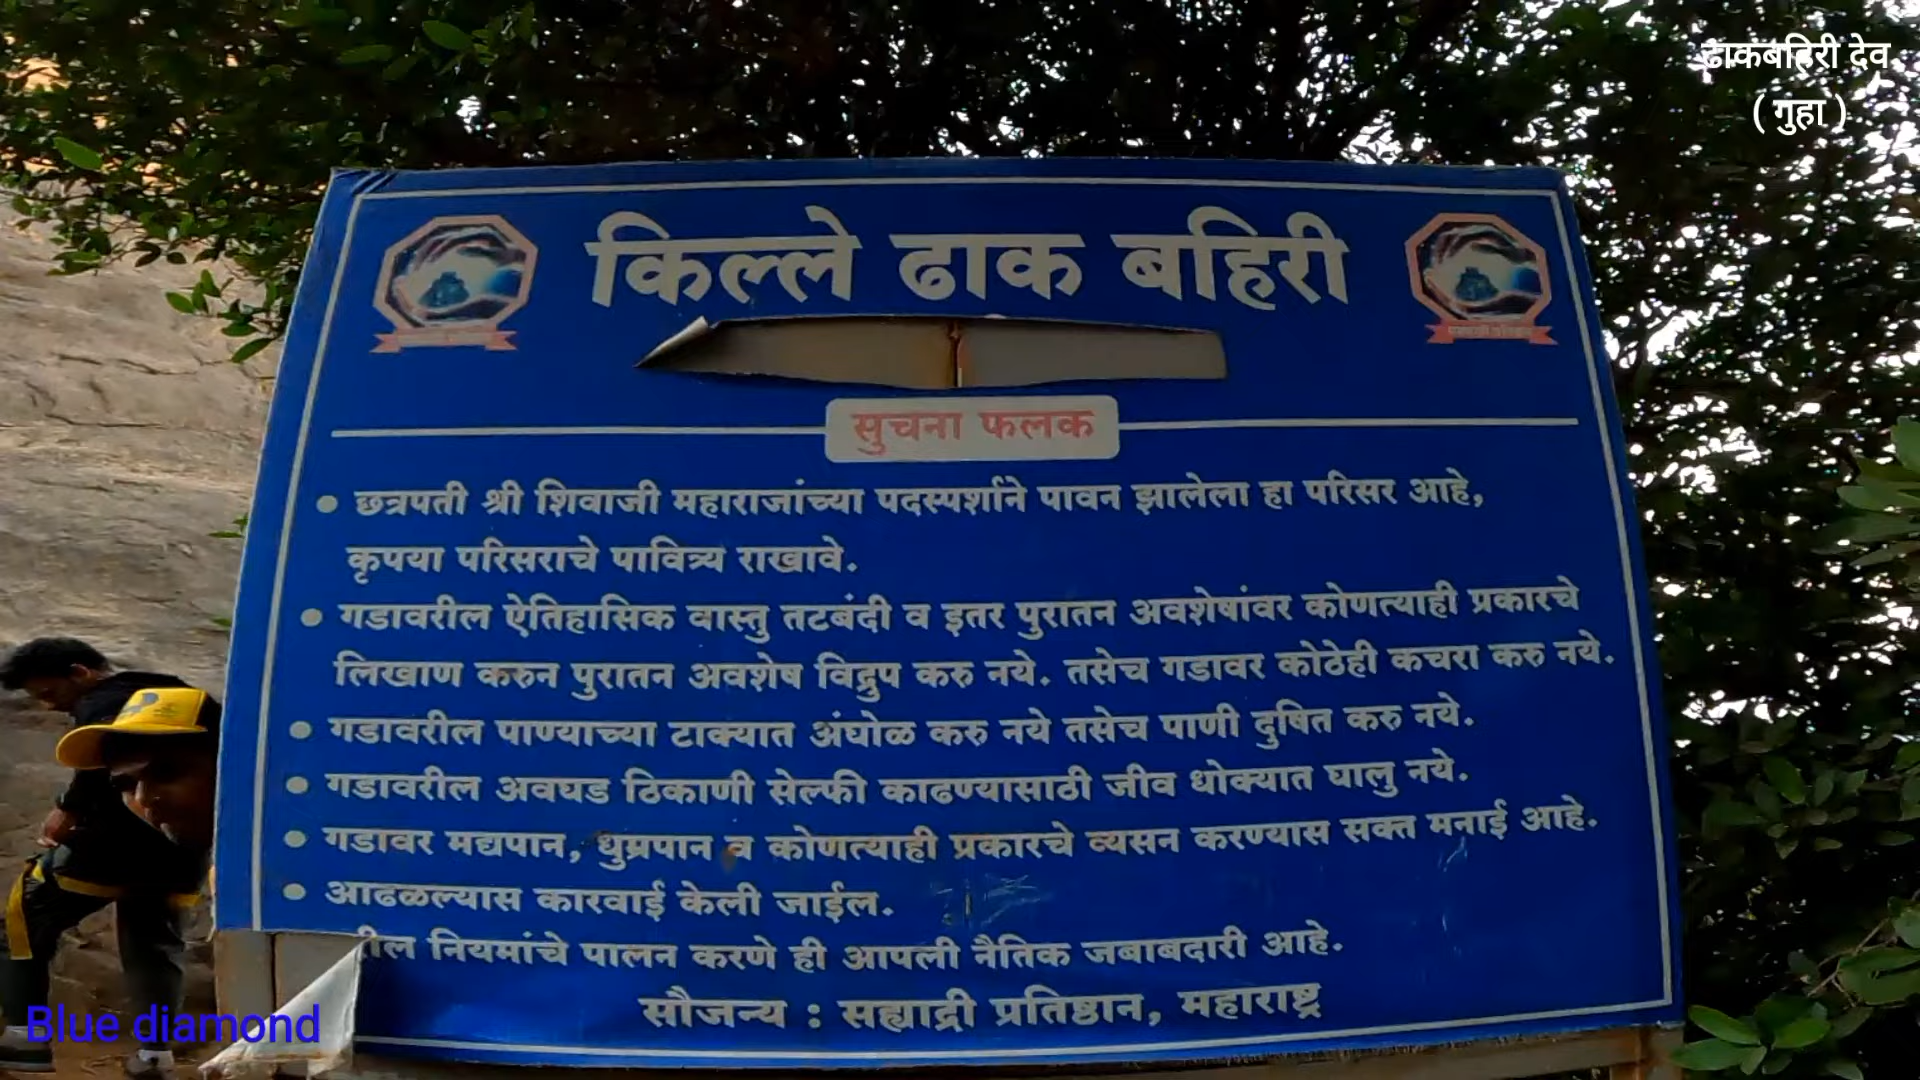 ढाकबहिरी देव
( गुहा )
किल्ले ढाक बहिरी
सुचना फलक
• छत्रपती श्री शिवाजी महाराजांच्या पदस्पर्शाने पावन झालेला हा परिसर आहे,
कृपया परिसराचे पावित्र्य राखावे.
• गडावरील ऐतिहासिक वास्तु तटबंदी व इतर पुरातन अवशेषांवर कोणत्याही प्रकारचे
लिखाण करुन पुरातन अवशेष विद्रुप करु नये. तसेच गडावर कोठेही कचरा करु नये.
• गडावरील पाण्याच्या टाक्यात अंघोळ करु नये तसेच पाणी दुषित करु नये.
• गडावरील अवघड ठिकाणी सेल्फी काढण्यासाठी जीव धोक्यात घालु नये.
• गडावर मद्यपान, धुम्रपान व कोणत्याही प्रकारचे व्यसन करण्यास सक्त मनाई आहे.
• आढळल्यास कारवाई केली जाईल.
नियमांचे पालन करणे ही आपली नैतिक जबाबदारी आहे.
सौजन्य : सह्याद्री प्रतिष्ठान, महाराष्ट्र
Blue diamond